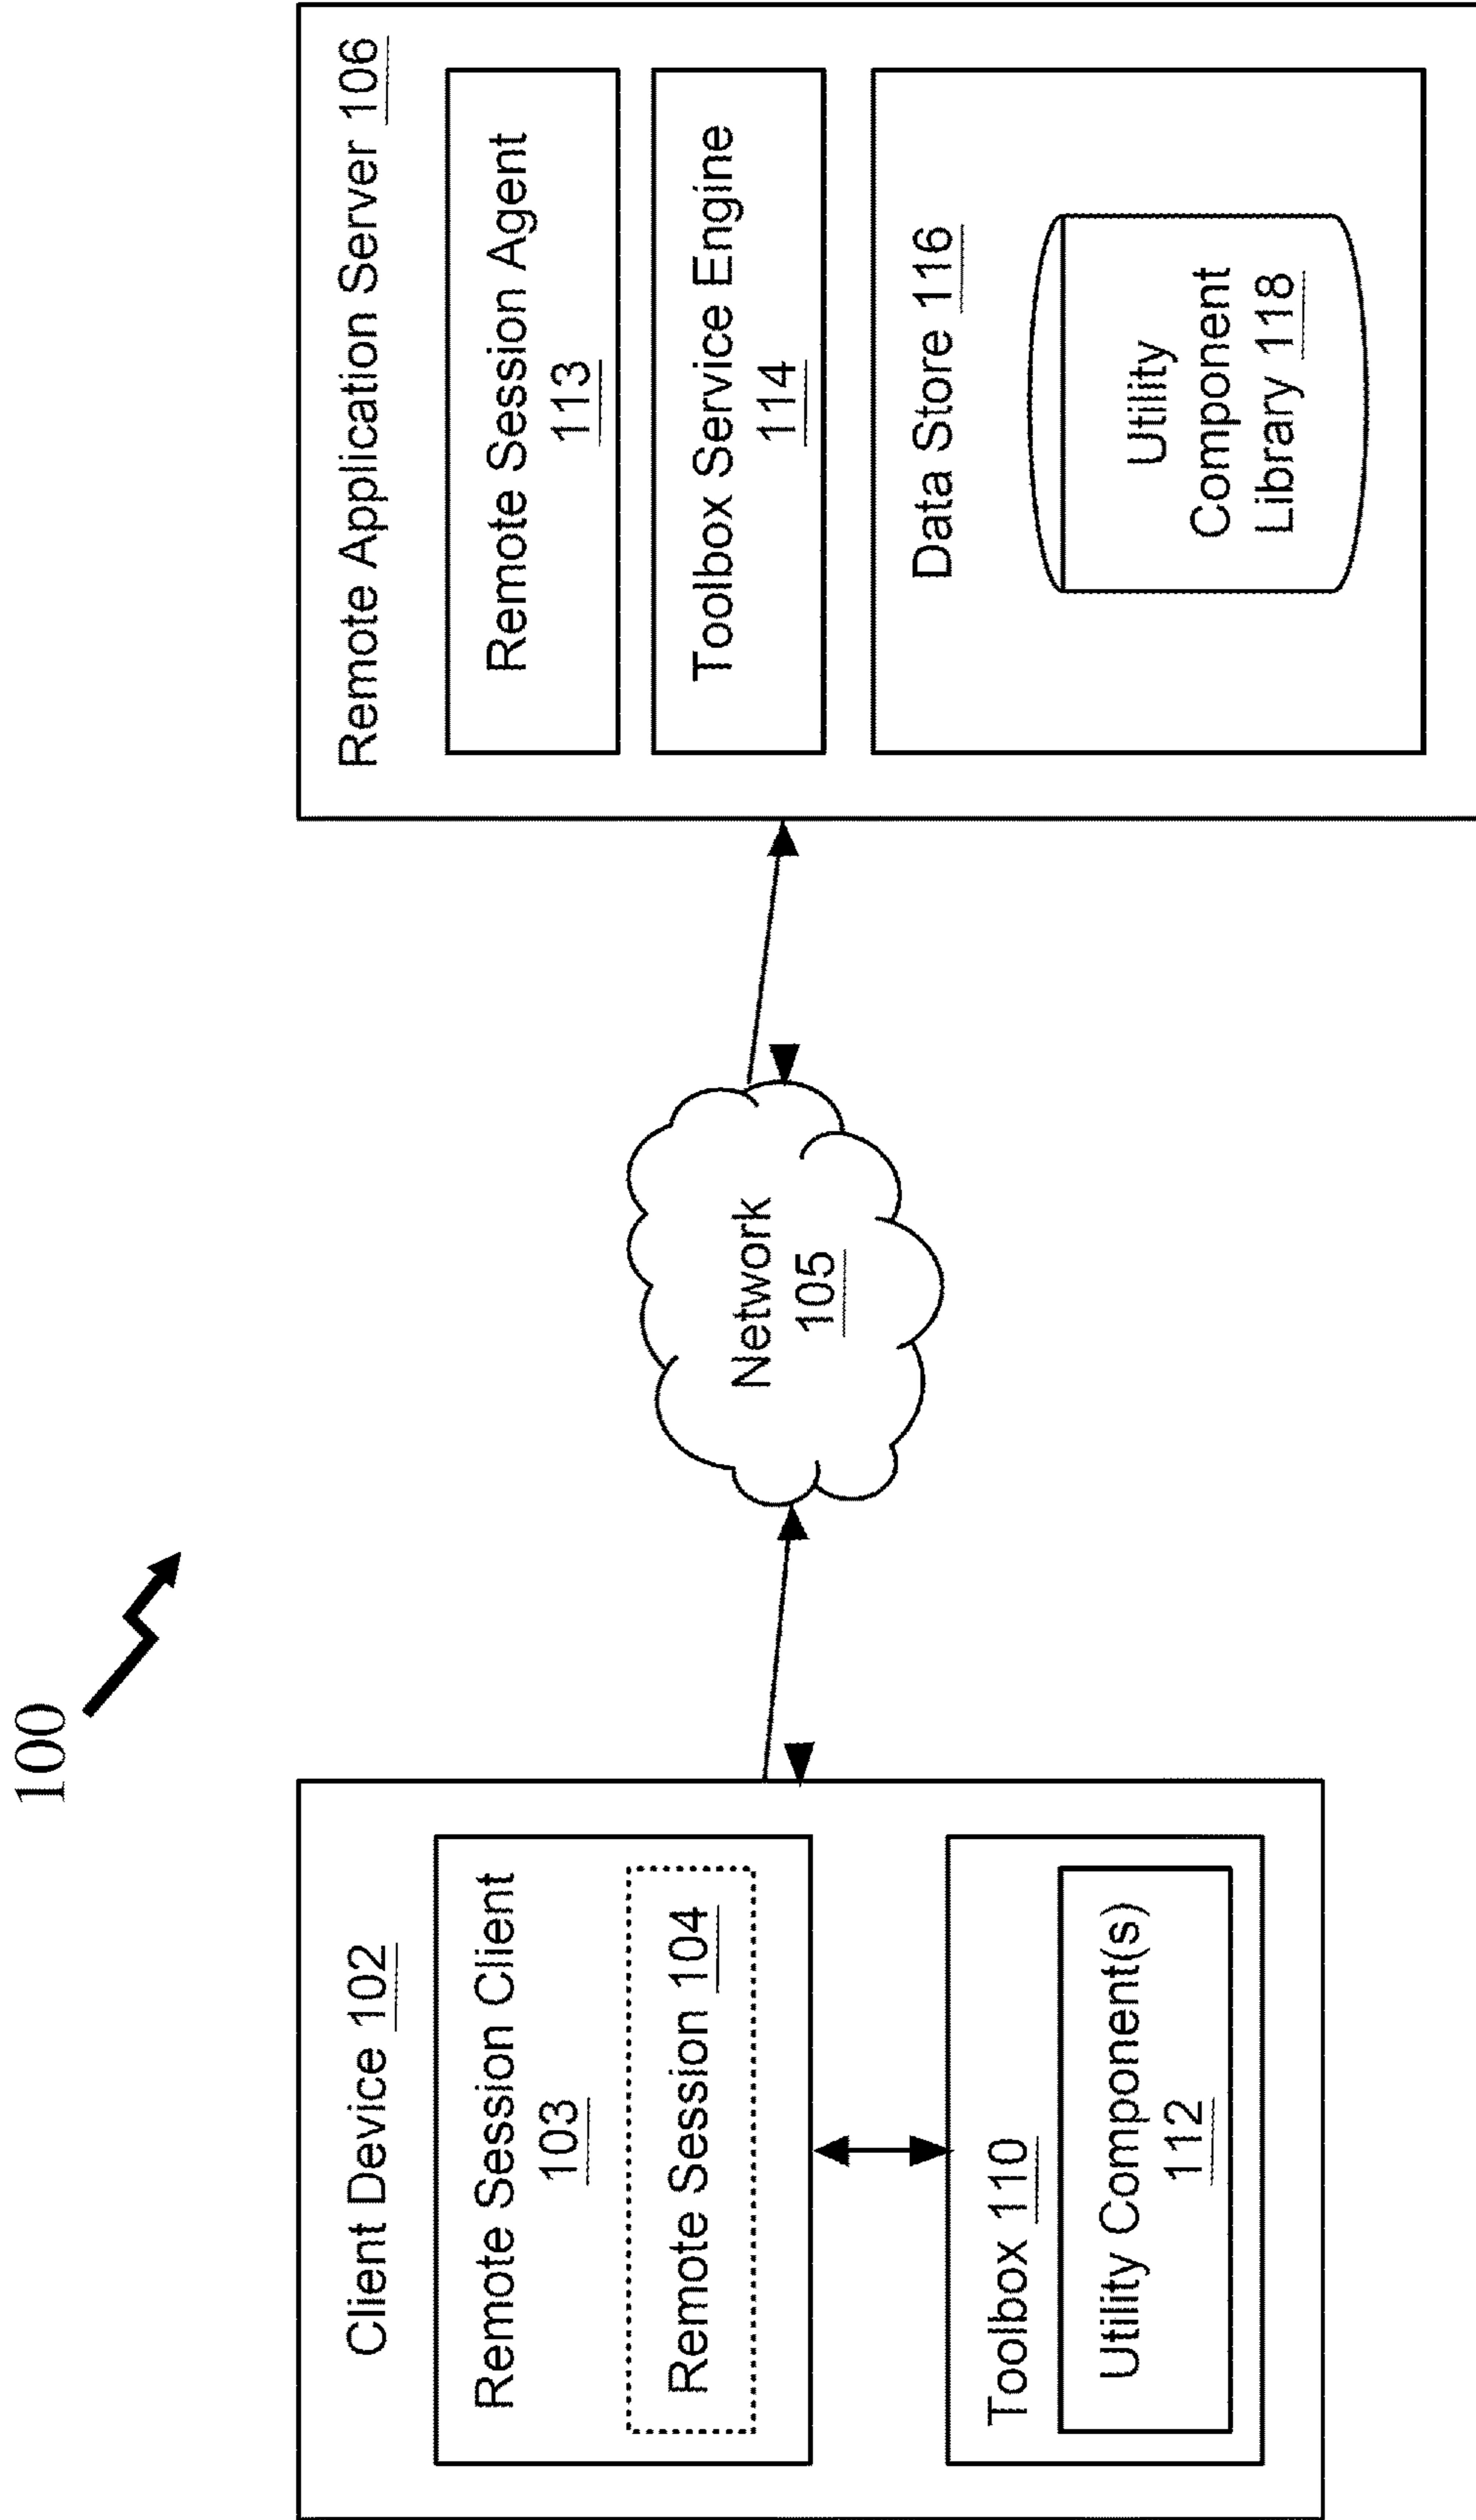 100
Client Device 102
Remote Session Client
103
Remote Session 104
Toolbox 110
Utility Component(s)
112
Network
105
Remote Application Server 106
Remote Session Agent
113
Toolbox Service Engine
114
Data Store 116
Utility
Component
Library 118